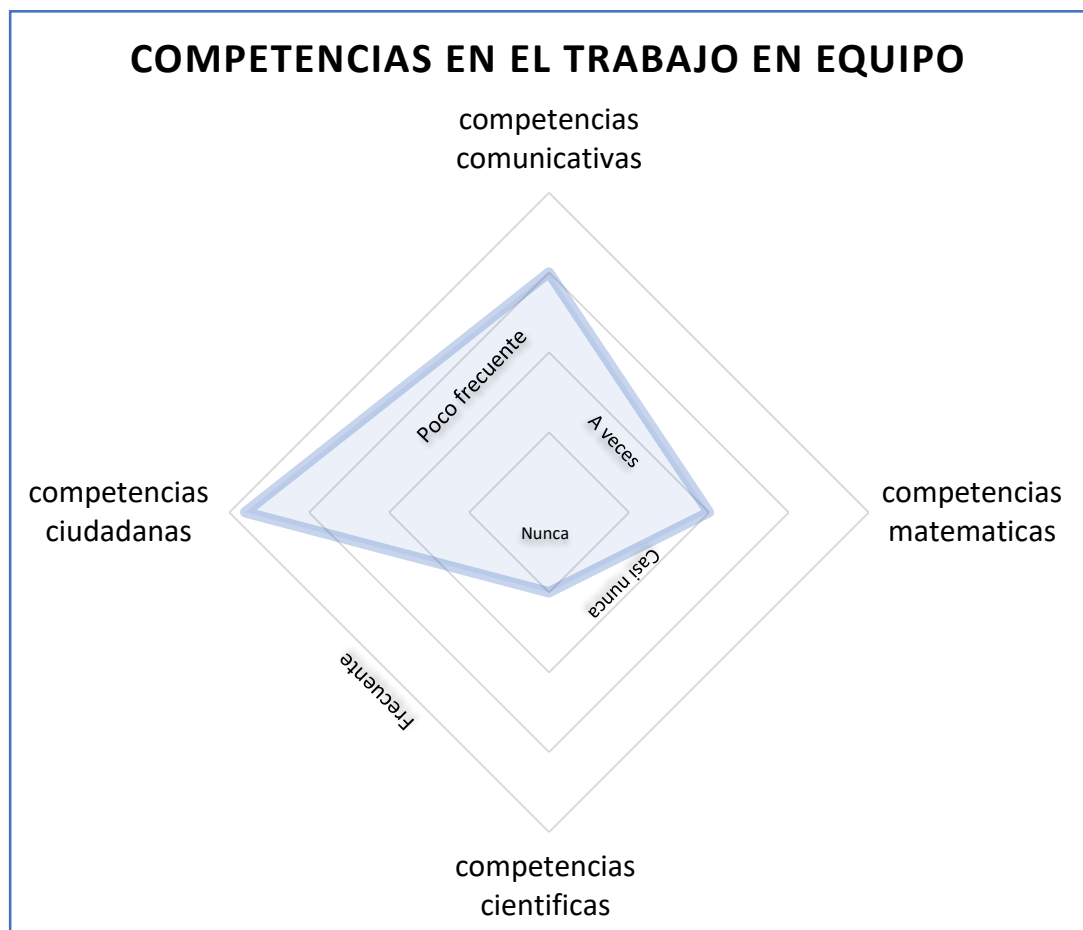 COMPETENCIAS EN EL TRABAJO EN EQUIPO
competencias
comunicativas
Poco frecuente
A veces
competencias
ciudadanas
competencias
matematicas
Nunca
Casi nunca
Frecuente
competencias
cientificas